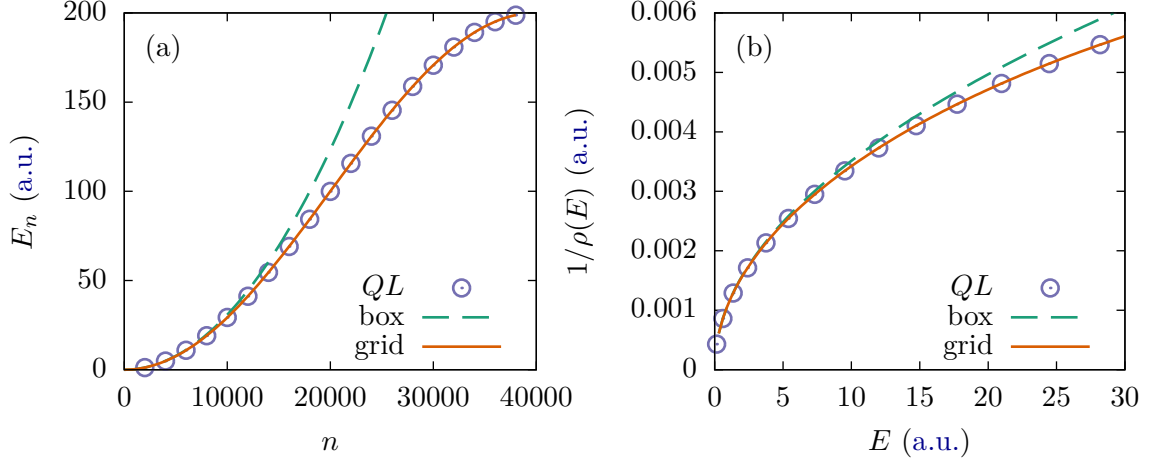 (a)
E_n (a.u.)
200
150
100
50
0
0 10000 20000 30000 40000
n
QL
box
grid
(b)
1/ρ(E) (a.u.)
0.006
0.005
0.004
0.003
0.002
0.001
0
0 5 10 15 20 25 30
E (a.u.)
QL
box
grid